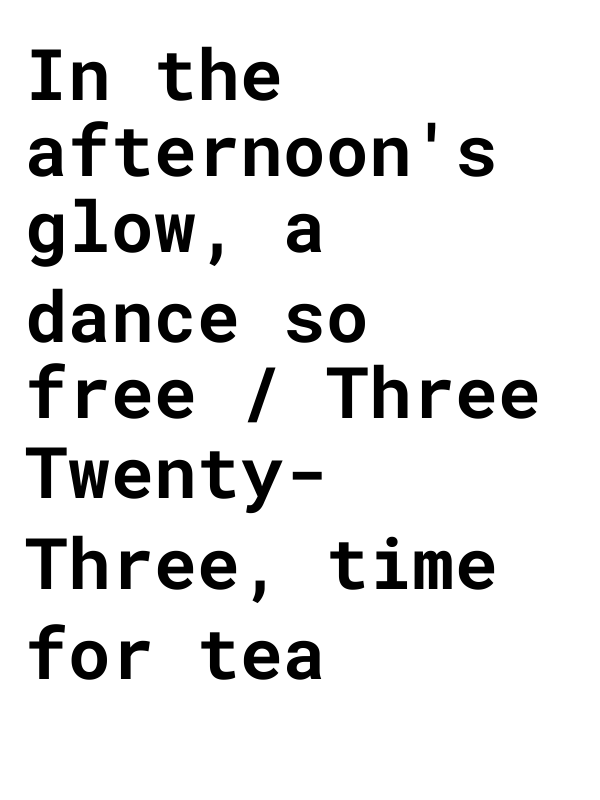 In the
afternoon's
glow, a
dance so
free / Three
Twenty-
Three, time
for tea